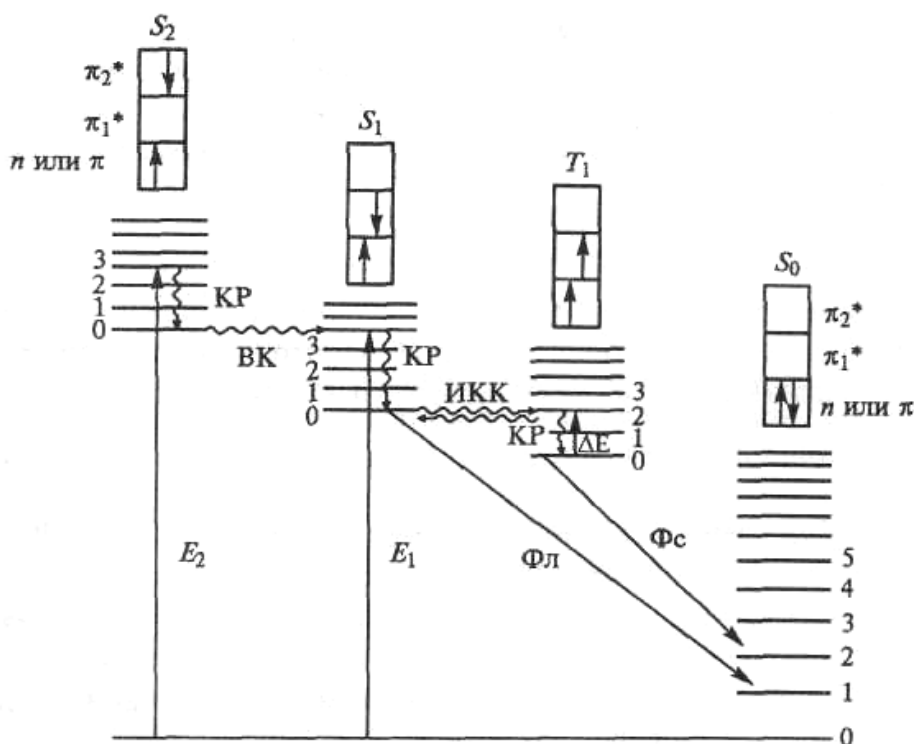 S₂
π₂*
π₁*
n или π
3
2
1
0
КР
ВК
E₂
S₁
3
2
1
0
КР
ИКК
E₁
T₁
3
2
1
0
КР
ΔE
Фл
Фс
S₀
π₂*
π₁*
n или π
5
4
3
2
1
0